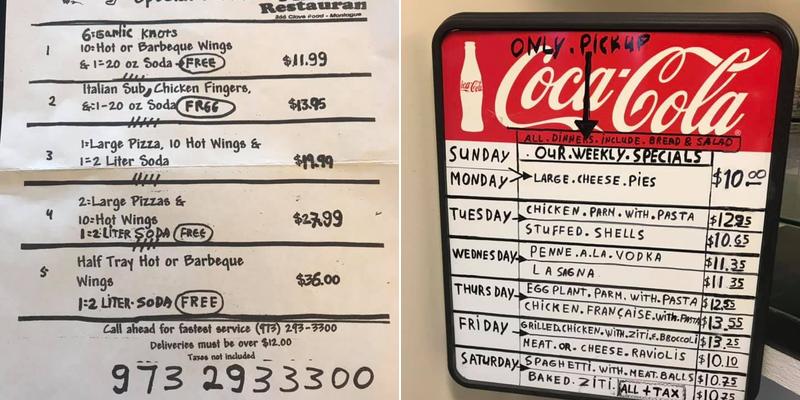 Restauran
266 Clove Road - Montague
1
6=Garlic Knots
10=Hot or Barbeque Wings
& 1=20 oz Soda-FREE
$11.99
2
Italian Sub, Chicken Fingers,
&=1-20 oz Soda FREE
$13.95
3
1=Large Pizza, 10 Hot Wings &
1=2 Liter Soda
$19.99
4
2=Large Pizzas &
10=Hot Wings
1=2 LITER SODA FREE
$27.99
5
Half Tray Hot or Barbeque
Wings
1=2 LITER-SODA FREE
$36.00
Call ahead for fastest service (973) 293-3300
Deliveries must be over $12.00
Taxes not included
973 2933300
ONLY.PICKUP
Coca-Cola
ALL.DINNERS.INCLUDE.BREAD & SALAD
SUNDAY .OUR.WEEKLY.SPECIALS
MONDAY LARGE.CHEESE.PIES $10.00
TUESDAY CHICKEN.PARM.WITH.PASTA $12.95
STUFFED.SHELLS $10.65
WEDNESDAY PENNE.A.LA.VODKA $11.35
LASAGNA $11 35
THURSDAY EGGPLANT.PARM.WITH.PASTA $12.55
CHICKEN.FRANÇAISE.WITH.PASTA $13,55
FRIDAY GRILLED.CHICKEN.WITH.ZITI.E.BROCCOLI $13.25
MEAT.OR.CHEESE.RAVIOLIS $10.10
SATURDAY SPAGHETTI.WITH.MEAT.BALLS $10.75
BAKED.ZITI. ALL+TAX 10.75